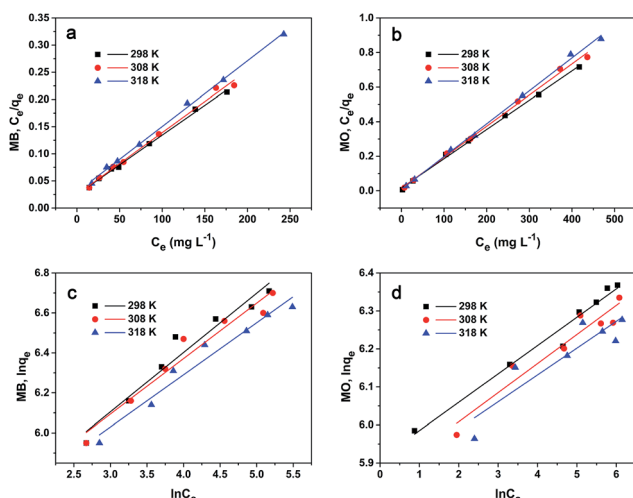 a
298 K
308 K
318 K
MB, Cₑ/qₑ
0.35
0.30
0.25
0.20
0.15
0.10
0.05
0.00
0 50 100 150 200 250
Cₑ (mg L⁻¹)
b
298 K
308 K
318 K
MO, Cₑ/qₑ
1.0
0.8
0.6
0.4
0.2
0.0
0 100 200 300 400 500
Cₑ (mg L⁻¹)
c
298 K
308 K
318 K
MB, lnqₑ
6.8
6.6
6.4
6.2
6.0
2.5 3.0 3.5 4.0 4.5 5.0 5.5
lnCₑ
d
298 K
308 K
318 K
MO, lnqₑ
6.4
6.3
6.2
6.1
6.0
5.9
0 1 2 3 4 5 6
lnCₑ